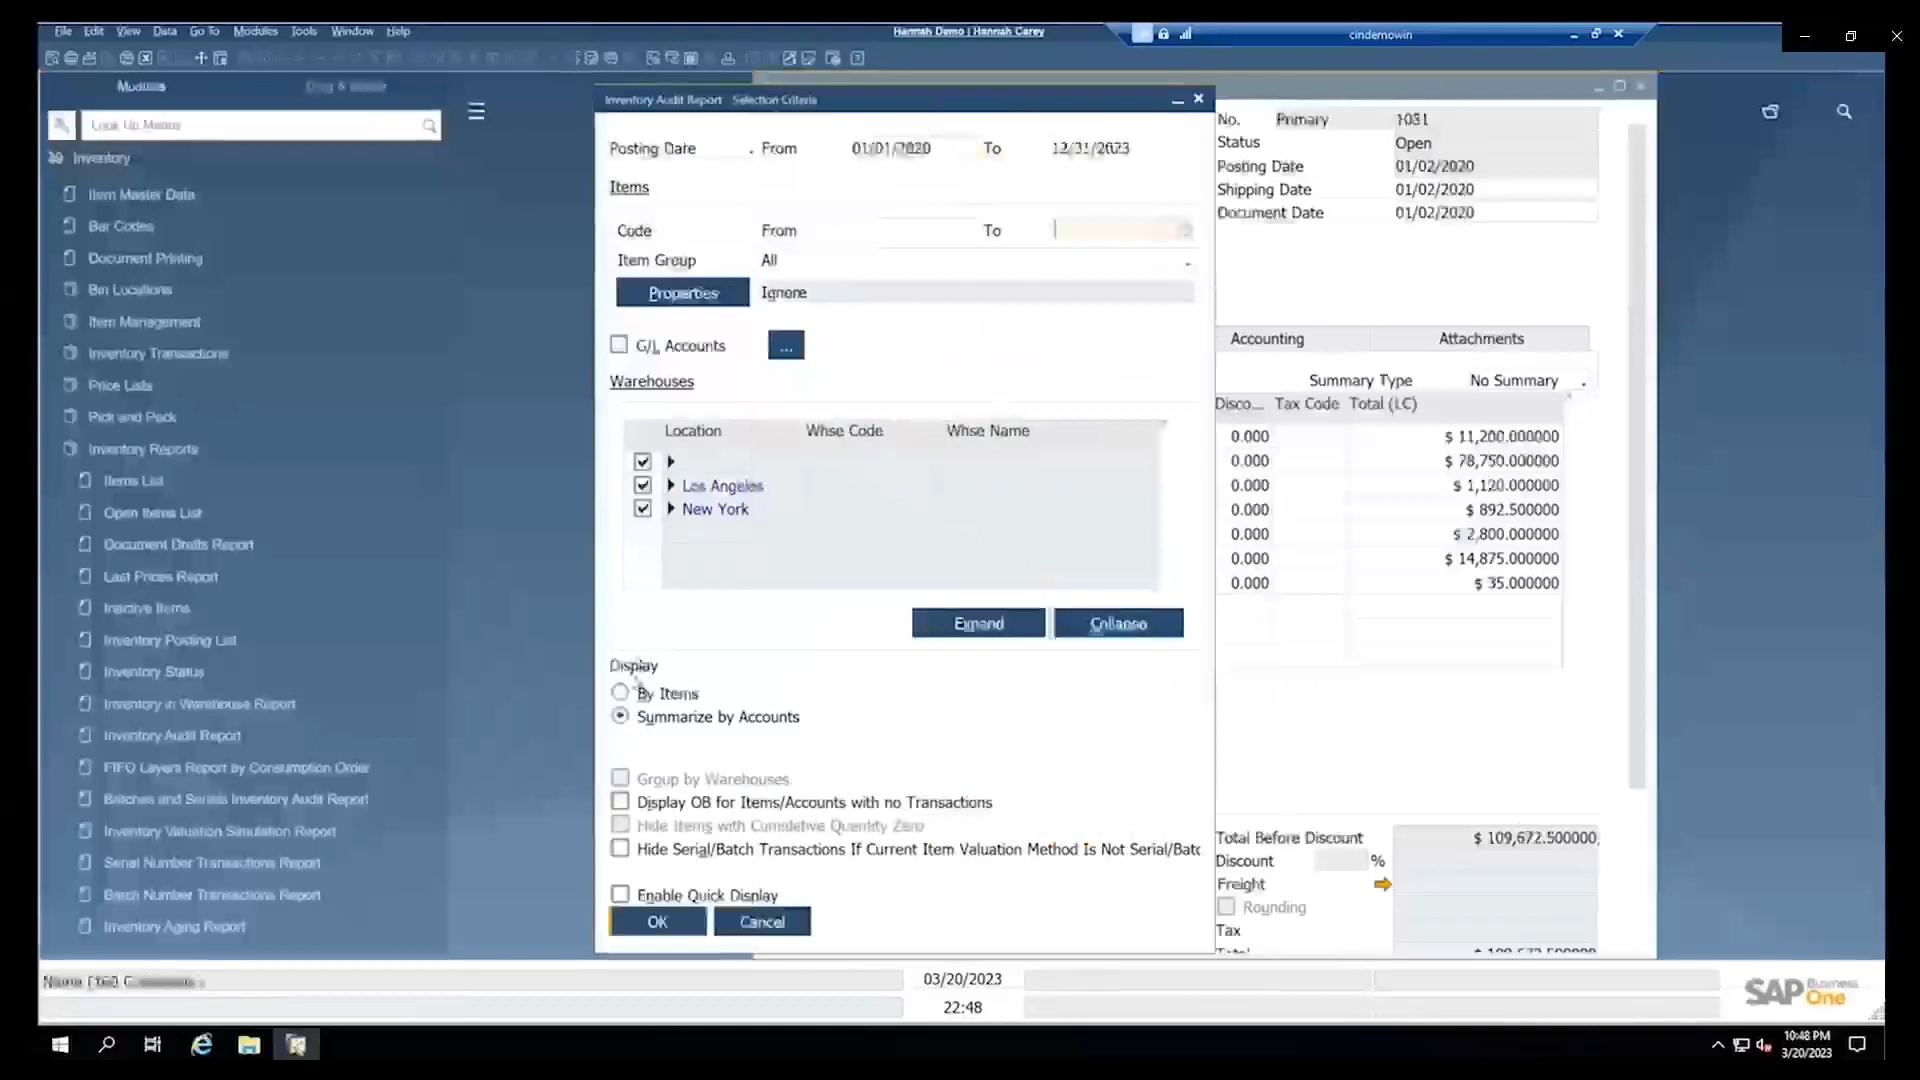 File Edit View Data Go To Modules Tools Window Help
Hannah Demo | Hannah Carey
cindemowin
Modules
Drag & Relate
Look Up Menus
Inventory
Item Master Data
Bar Codes
Document Printing
Bin Locations
Item Management
Inventory Transactions
Price Lists
Pick and Pack
Inventory Reports
Items List
Open Items List
Document Drafts Report
Last Prices Report
Inactive Items
Inventory Posting List
Inventory Status
Inventory in Warehouse Report
Inventory Audit Report
FIFO Layers Report by Consumption Order
Batches and Serials Inventory Audit Report
Inventory Valuation Simulation Report
Serial Number Transactions Report
Batch Number Transactions Report
Inventory Aging Report
Inventory Audit Report Selection Criteria
Posting Date From 01/01/2020 To 12/31/2023
Items
Code From To
Item Group All
Properties Ignore
G/L Accounts ...
Warehouses
Location Whse Code Whse Name
Los Angeles
New York
Expand Collapse
Display
By Items
Summarize by Accounts
Group by Warehouses
Display OB for Items/Accounts with no Transactions
Hide Items with Cumulative Quantity Zero
Hide Serial/Batch Transactions If Current Item Valuation Method Is Not Serial/Batc
Enable Quick Display
OK Cancel
No. Primary 1031
Status Open
Posting Date 01/02/2020
Shipping Date 01/02/2020
Document Date 01/02/2020
Accounting Attachments
Summary Type No Summary
Disco... Tax Code Total (LC)
0.000 $ 11,200.000000
0.000 $ 78,750.000000
0.000 $ 1,120.000000
0.000 $ 892.500000
0.000 $ 2,800.000000
0.000 $ 14,875.000000
0.000 $ 35.000000
Total Before Discount $ 109,672.500000
Discount %
Freight
Rounding
Tax
03/20/2023
22:48
SAP Business One
10:48 PM
3/20/2023